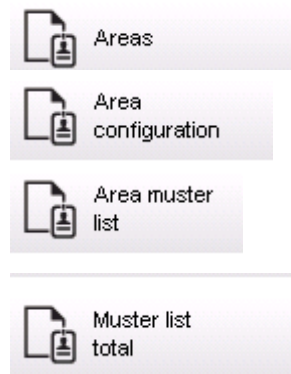 Areas
Area
configuration
Area muster
list
Muster list
total